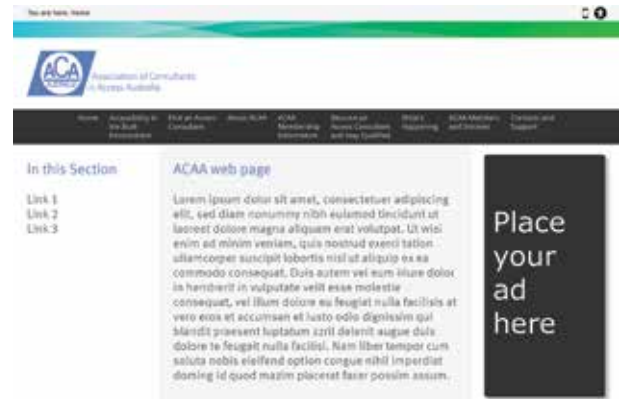 You are here: Home
ACA
Association of Consultants
in Access Australia
Home
Accessibility in
the Built
Environment
Find an Access
Consultant
About ACAA
ACAA
Membership
Information
Become an
Access Consultant
and Stay Qualified
What's
Happening
ACAA Members
Contact and
Support
In this Section
Link 1
Link 2
Link 3
ACAA web page
Lorem ipsum dolor sit amet, consectetuer adipiscing
elit, sed diam nonummy nibh euismod tincidunt ut
laoreet dolore magna aliquam erat volutpat. Ut wisi
enim ad minim veniam, quis nostrud exerci tation
ullamcorper suscipit lobortis nisl ut aliquip ex ea
commodo consequat. Duis autem vel eum iriure dolor
in hendrerit in vulputate velit esse molestie
consequat, vel illum dolore eu feugiat nulla facilisis at
vero eros et accumsan et iusto odio dignissim qui
blandit praesent luptatum zzril delenit augue duis
dolore te feugait nulla facilisi. Nam liber tempor cum
soluta nobis eleifend option congue nihil imperdiet
doming id quod mazim placerat facer possim assum.
Place
your
ad
here